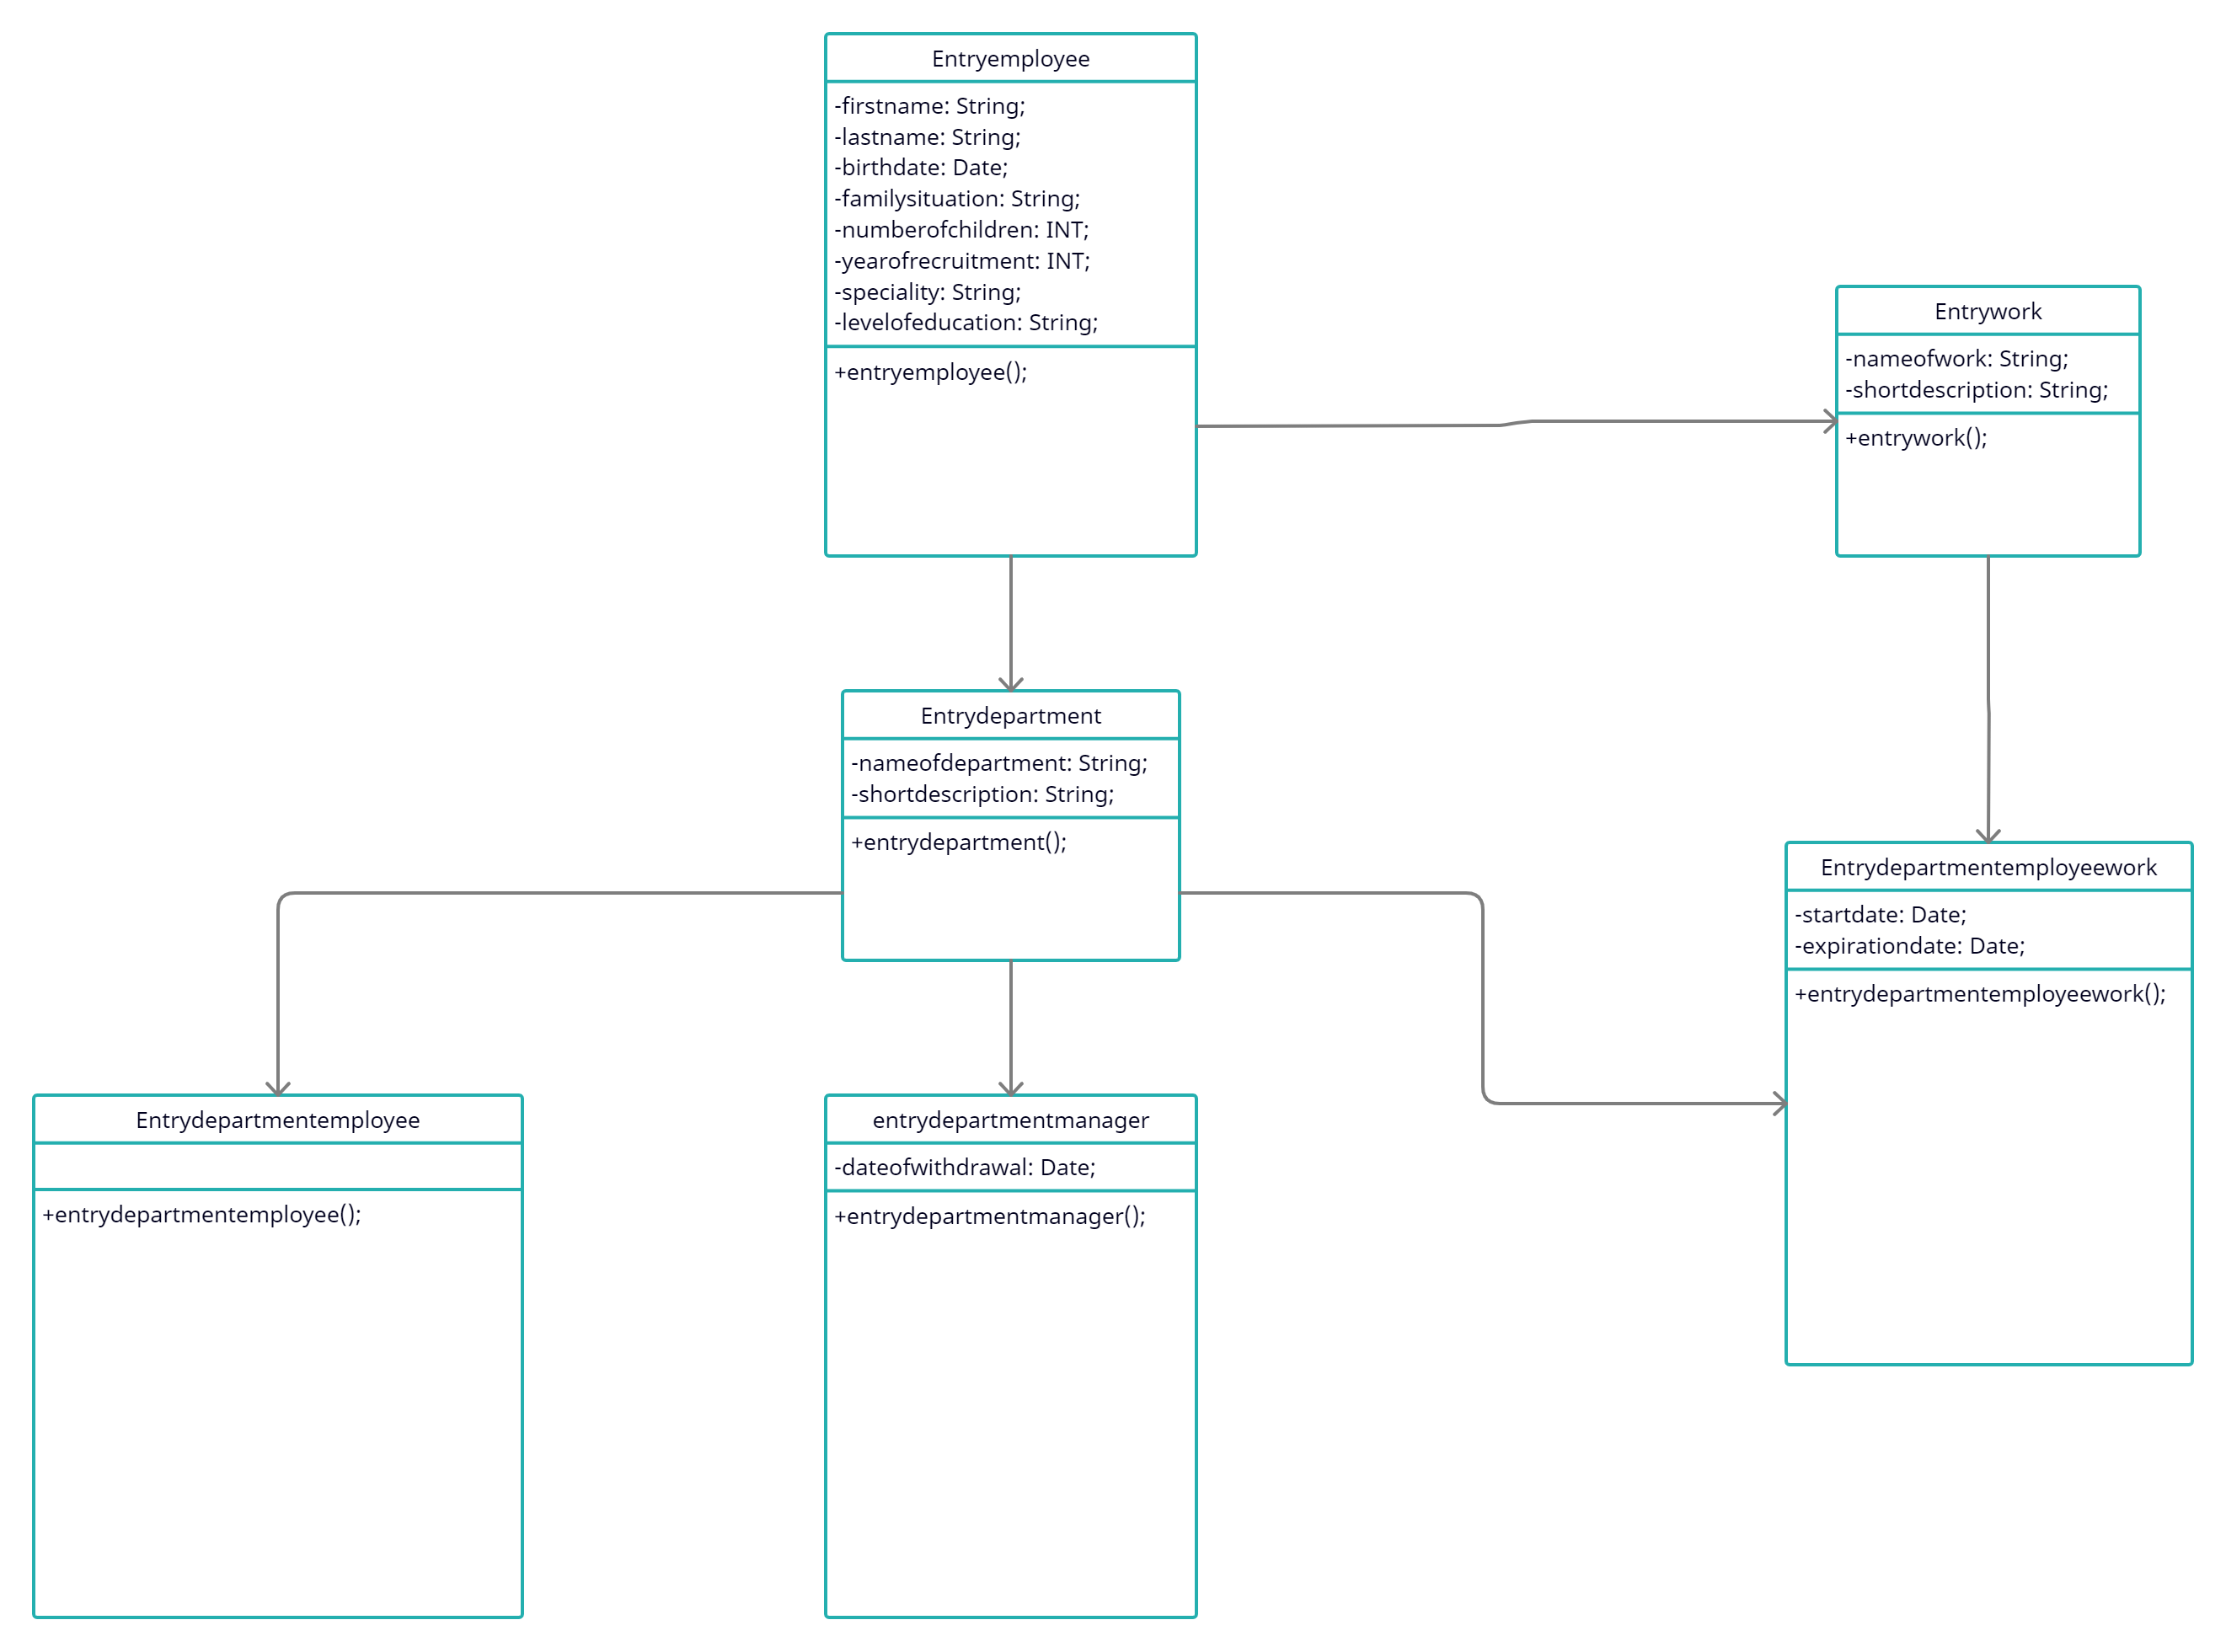 Entryemployee
-firstname: String;
-lastname: String;
-birthdate: Date;
-familysituation: String;
-numberofchildren: INT;
-yearofrecruitment: INT;
-speciality: String;
-levelofeducation: String;
+entryemployee();
Entrywork
-nameofwork: String;
-shortdescription: String;
+entrywork();
Entrydepartment
-nameofdepartment: String;
-shortdescription: String;
+entrydepartment();
Entrydepartmentemployeework
-startdate: Date;
-expirationdate: Date;
+entrydepartmentemployeework();
Entrydepartmentemployee
+entrydepartmentemployee();
entrydepartmentmanager
-dateofwithdrawal: Date;
+entrydepartmentmanager();